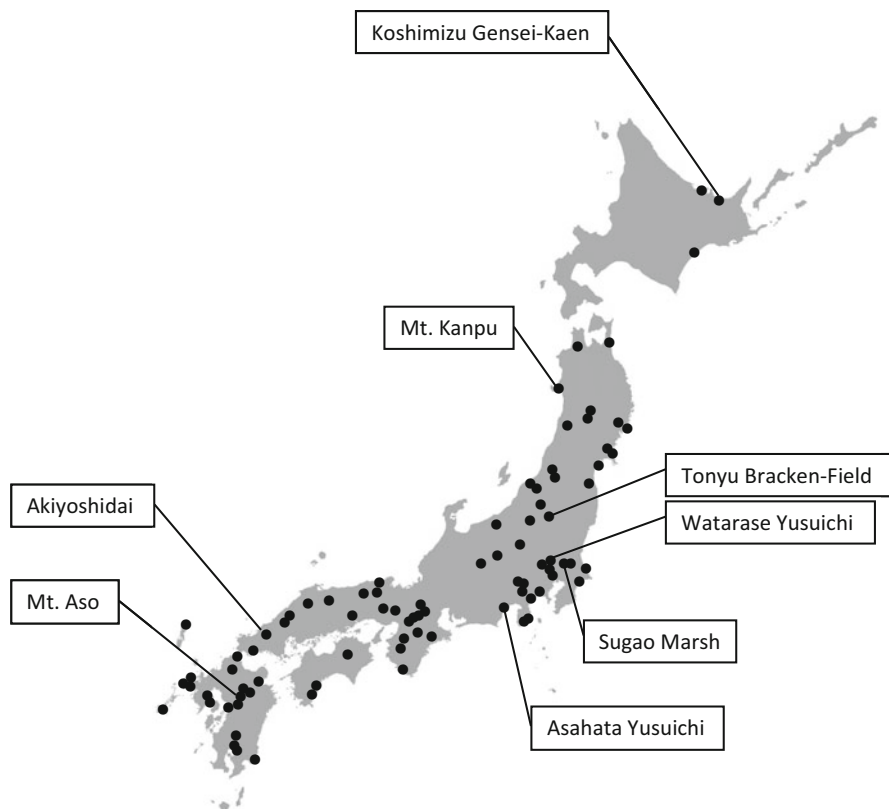 Koshimizu Gensei-Kaen
Mt. Kanpu
Tonyu Bracken-Field
Akiyoshidai
Watarase Yusuichi
Mt. Aso
Sugao Marsh
Asahata Yusuichi